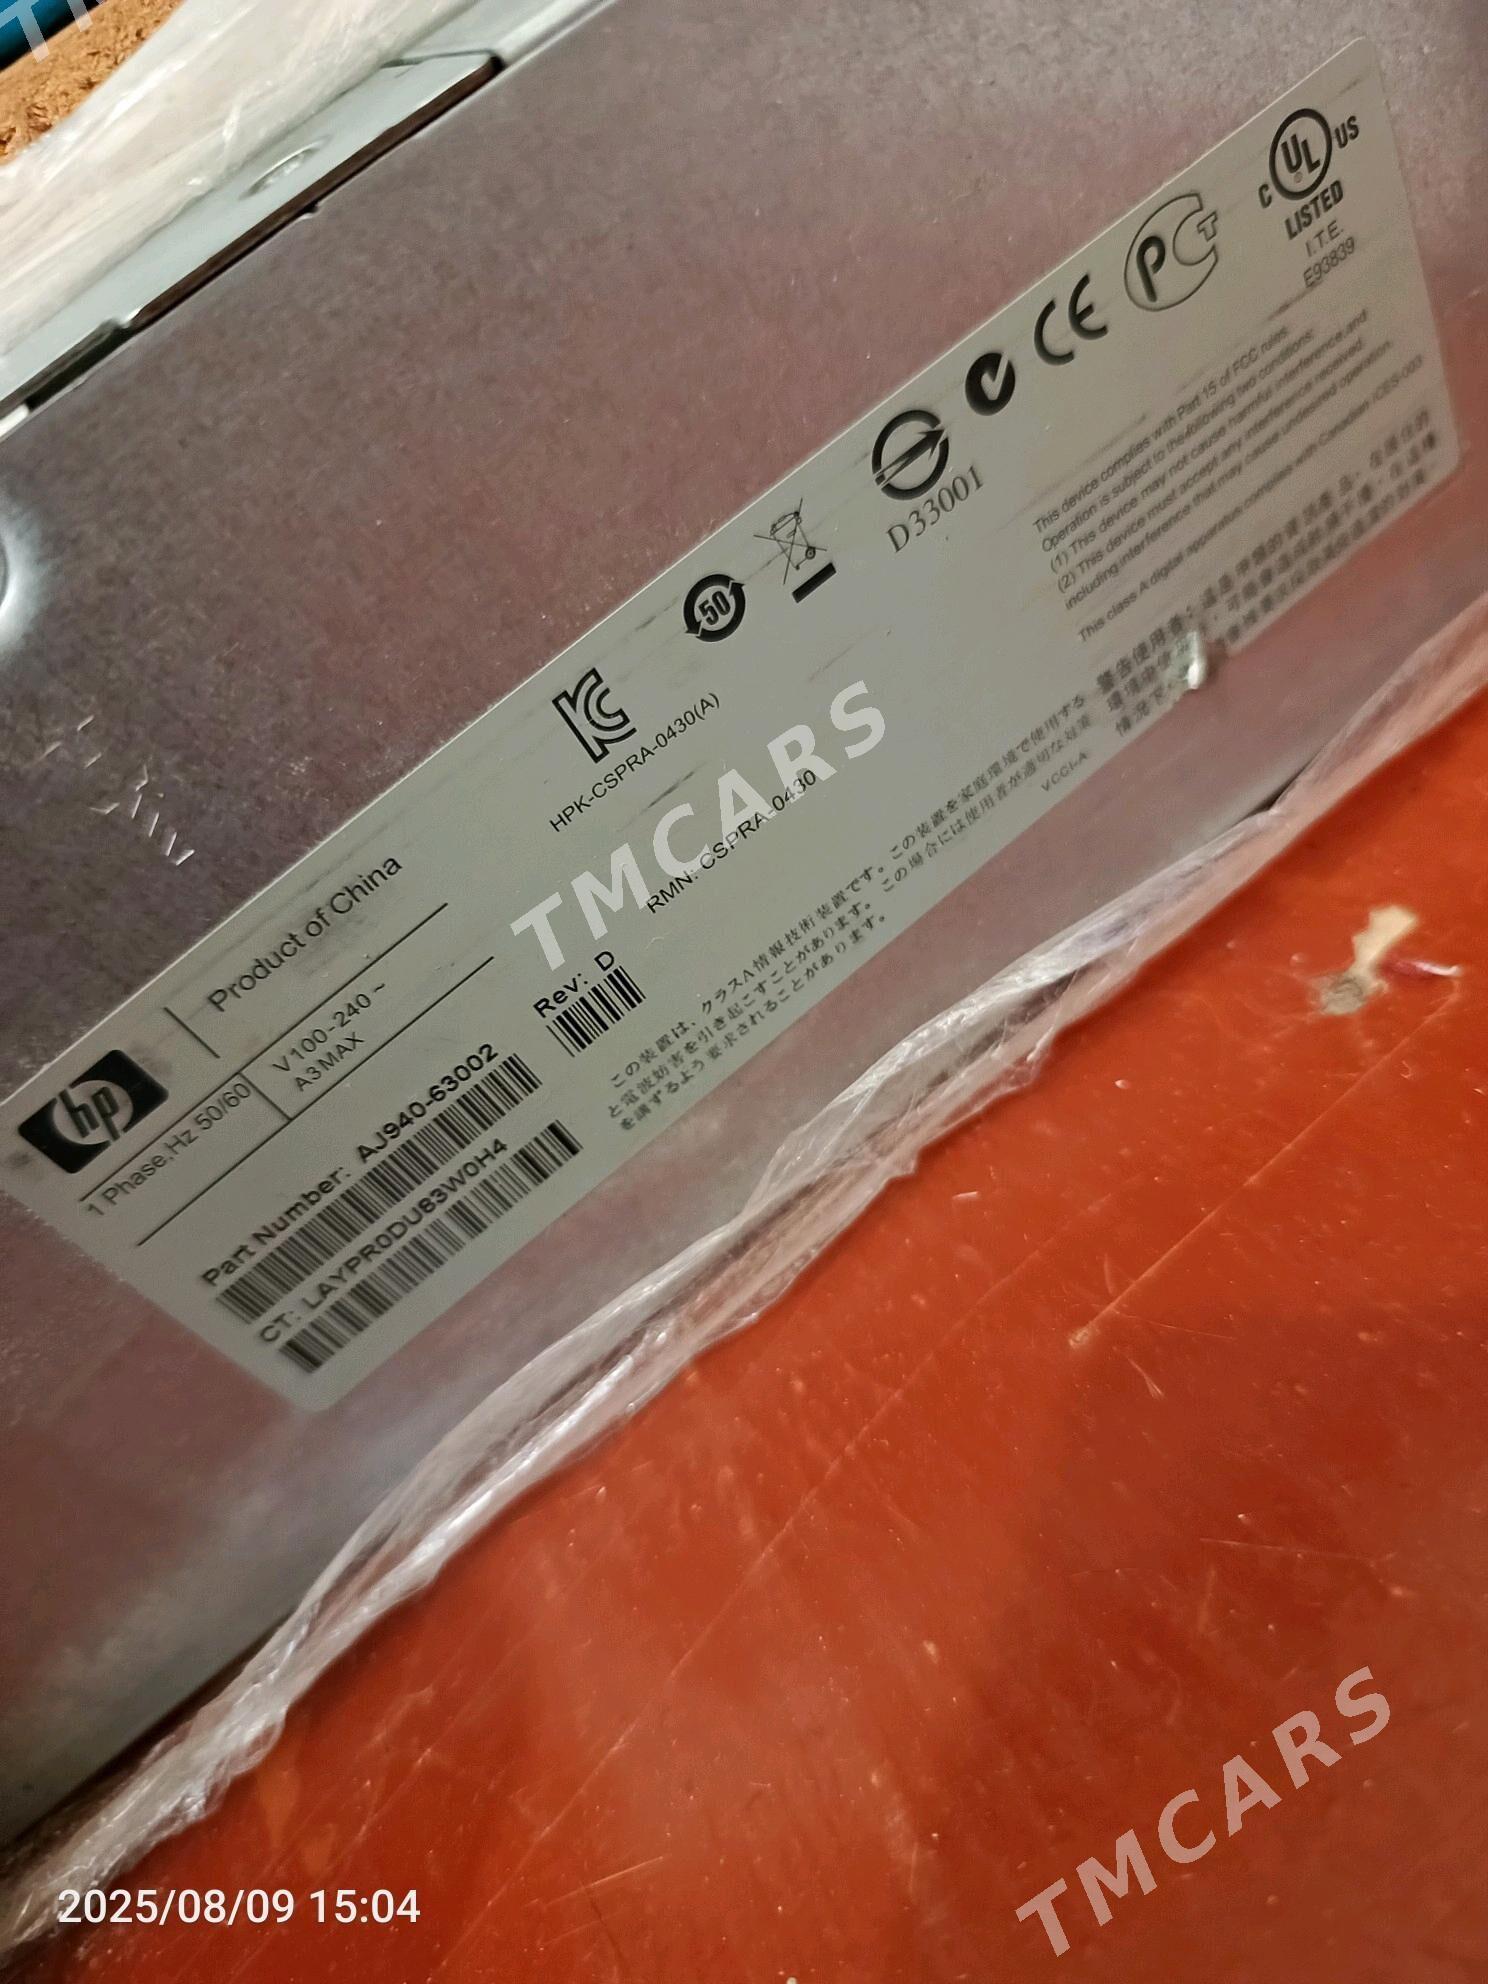 hp
Product of China
1 Phase,Hz 50/60
V100-240~
A3MAX
Part Number: AJ940-63002
Rev: D
CT: LAYPR0DU83W0H4
HPK-CSPRA-0430(A)
RMN: CSPRA-0430
50
D33001
CE
PCT
C UL US
LISTED
I.T.E.
E93839
This device complies with Part 15 of FCC rules.
Operation is subject to the following two conditions:
(1) This device may not cause harmful interference and
(2) This device must accept any interference received,
including interference that may cause undesired operation.
This class A digital apparatus complies with Canadian ICES-003
この装置は、クラスA情報技術装置です。この装置を家庭環境で使用する
と電波妨害を引き起こすことがあります。この場合には使用者が適切な対策
を講ずるよう要求されることがあります。
VCCI-A
警告使用者:
TMCARS
TMCARS
2025/08/09 15:04